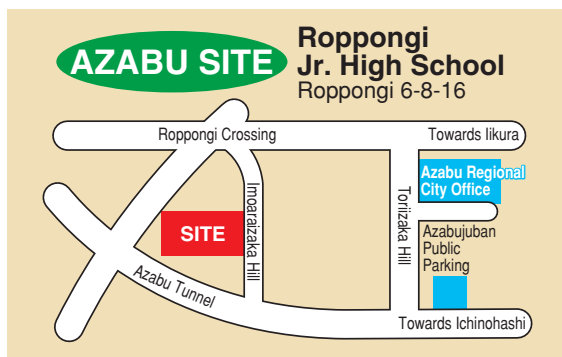 AZABU SITE
Roppongi
Jr. High School
Roppongi 6-8-16
Roppongi Crossing
Towards Iikura
Imoaraizaka Hill
Toriizaka Hill
Azabu Regional
City Office
SITE
Azabujuban
Public
Parking
Azabu Tunnel
Towards Ichinohashi